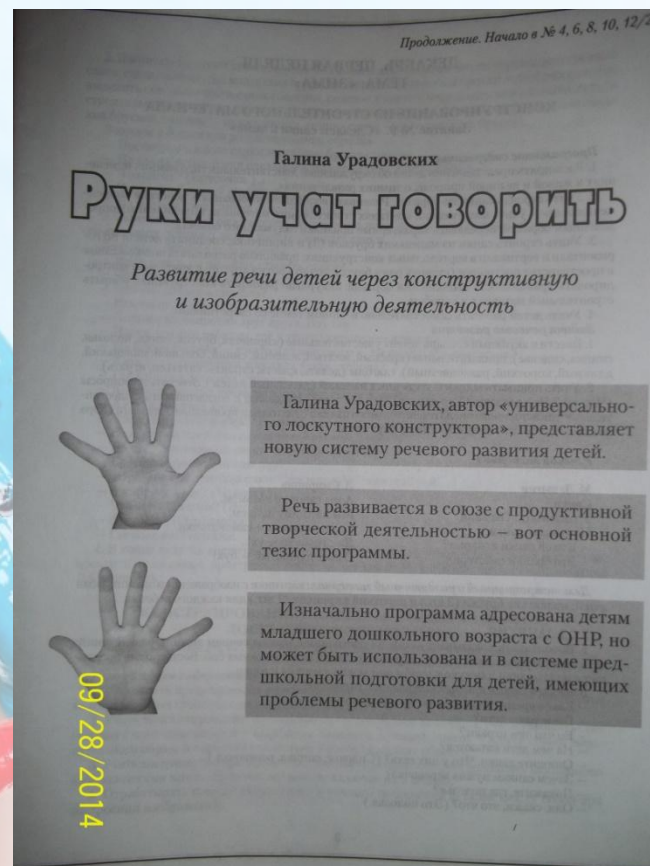 Продолжение. Начало в № 4, 6, 8, 10, 12/2
Галина Урадовских
Руки учат говорить
Развитие речи детей через конструктивную
и изобразительную деятельность
Галина Урадовских, автор «универсально-
го лоскутного конструктора», представляет
новую систему речевого развития детей.
Речь развивается в союзе с продуктивной
творческой деятельностью – вот основной
тезис программы.
Изначально программа адресована детям
младшего дошкольного возраста с ОНР, но
может быть использована и в системе пред-
школьной подготовки для детей, имеющих
проблемы речевого развития.
09/28/2014